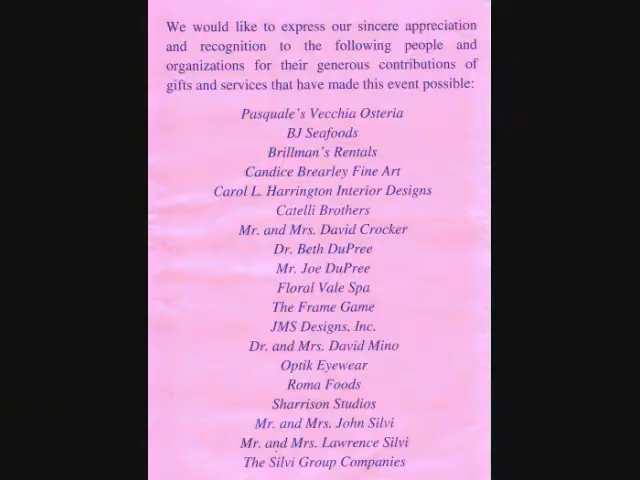 We would like to express our sincere appreciation
and recognition to the following people and
organizations for their generous contributions of
gifts and services that have made this event possible:
Pasquale's Vecchia Osteria
BJ Seafoods
Brillman's Rentals
Candice Brearley Fine Art
Carol L. Harrington Interior Designs
Catelli Brothers
Mr. and Mrs. David Crocker
Dr. Beth DuPree
Mr. Joe DuPree
Floral Vale Spa
The Frame Game
JMS Designs, Inc.
Dr. and Mrs. David Mino
Optik Eyewear
Roma Foods
Sharrison Studios
Mr. and Mrs. John Silvi
Mr. and Mrs. Lawrence Silvi
The Silvi Group Companies